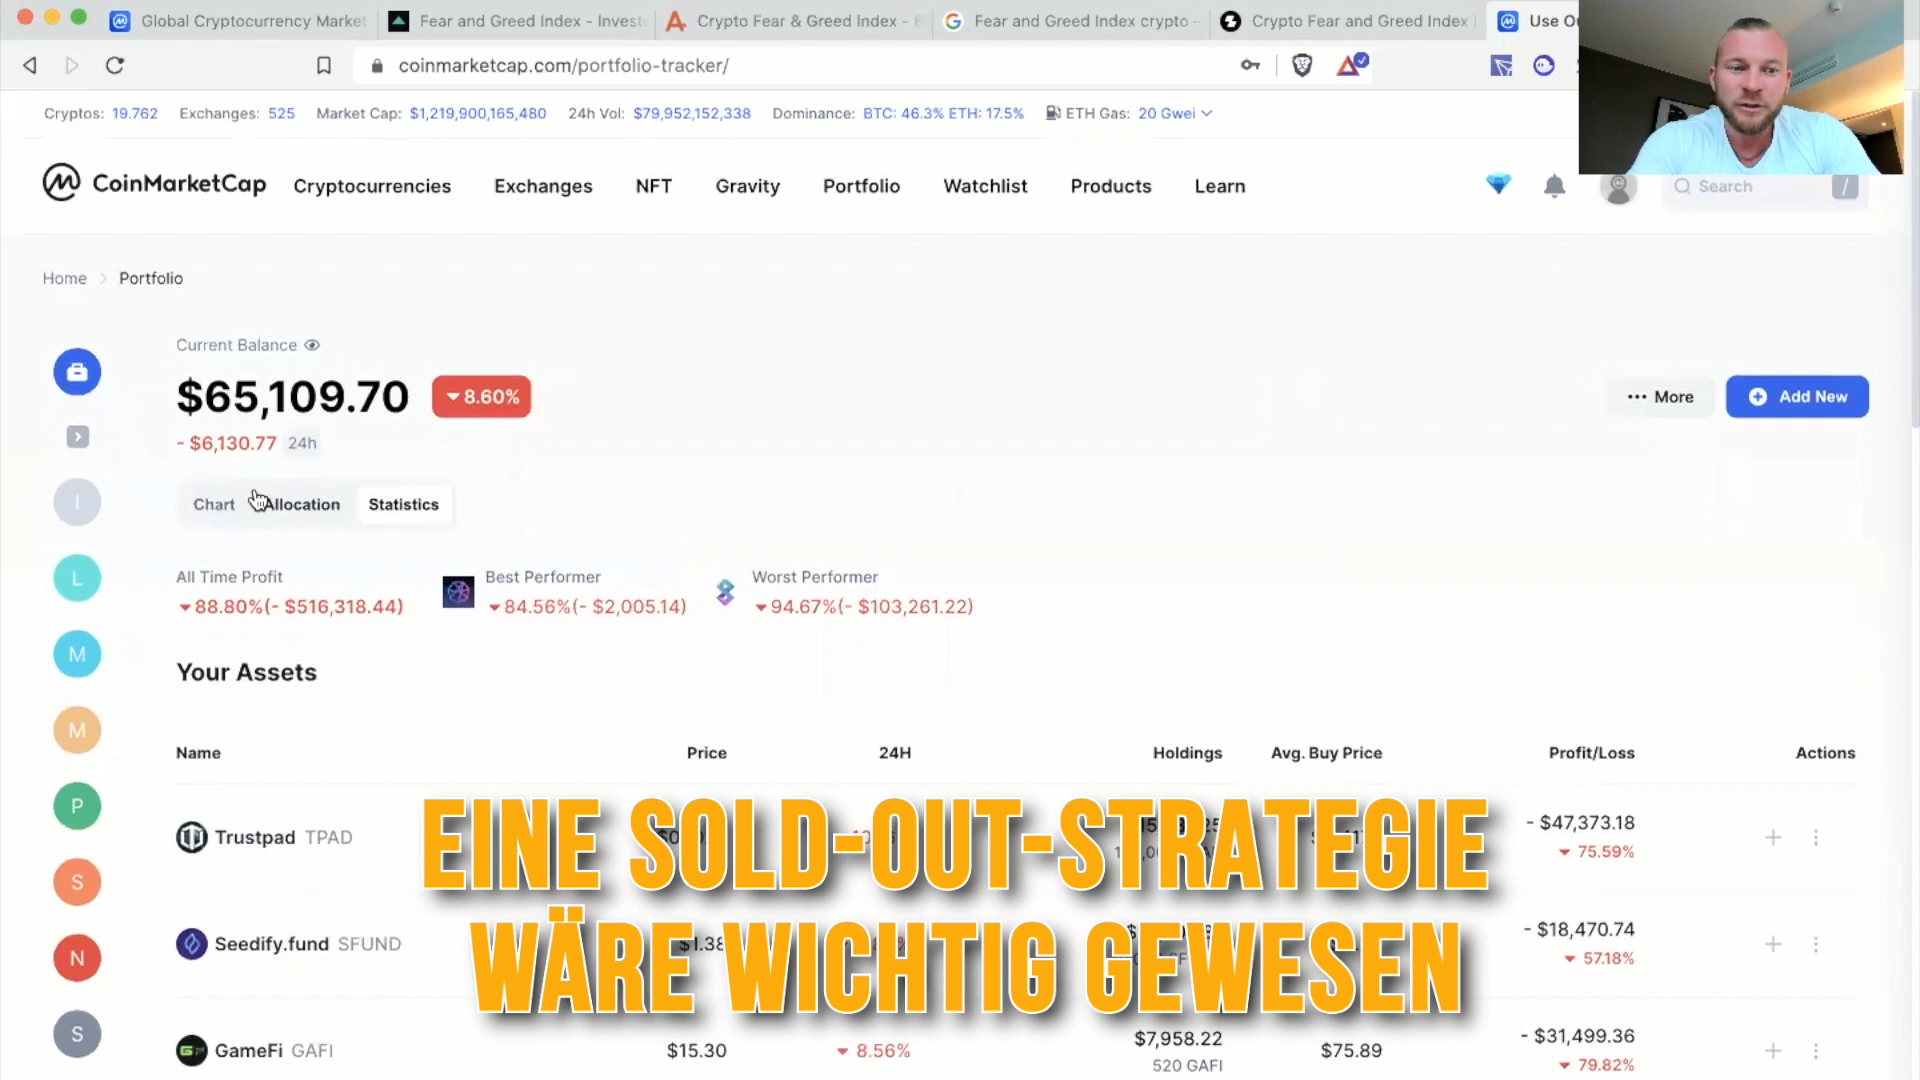 Global Cryptocurrency Market
Fear and Greed Index - Invest
Crypto Fear & Greed Index -
Fear and Greed Index crypto -
Crypto Fear and Greed Index
Use
coinmarketcap.com/portfolio-tracker/
Cryptos: 19.762 Exchanges: 525 Market Cap: $1,219,900,165,480 24h Vol: $79,952,152,338 Dominance: BTC: 46.3% ETH: 17.5% ETH Gas: 20 Gwei
CoinMarketCap Cryptocurrencies Exchanges NFT Gravity Portfolio Watchlist Products Learn Search /
Home > Portfolio
Current Balance
$65,109.70 8.60%
- $6,130.77 24h
••• More Add New
Chart Allocation Statistics
All Time Profit Best Performer Worst Performer
88.80%(- $516,318.44) 84.56%(- $2,005.14) 94.67%(- $103,261.22)
Your Assets
Name Price 24H Holdings Avg. Buy Price Profit/Loss Actions
Trustpad TPAD - $47,373.18
75.59%
Seedify.fund SFUND $1.38 - $18,470.74
57.18%
GameFi GAFI $15.30 8.56% $7,958.22 $75.89 - $31,499.36
520 GAFI 79.82%
I
L
M
M
P
S
N
S
EINE SOLD-OUT-STRATEGIE
WÄRE WICHTIG GEWESEN